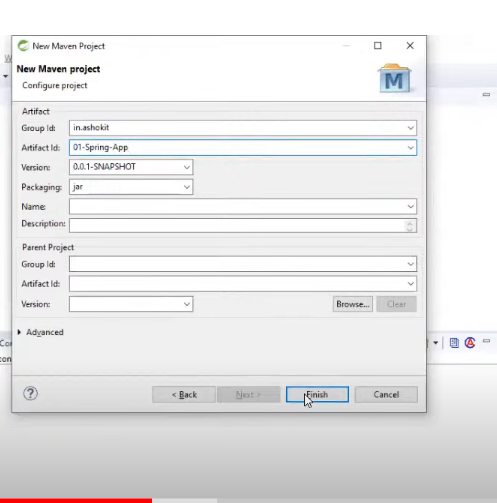 New Maven Project
New Maven project
Configure project
M
Artifact
Group Id: in.ashokit
Artifact Id: 01-Spring-App
Version: 0.0.1-SNAPSHOT
Packaging: jar
Name:
Description:
Parent Project
Group Id:
Artifact Id:
Version: Browse... Clear
Advanced
? < Back Next > Finish Cancel